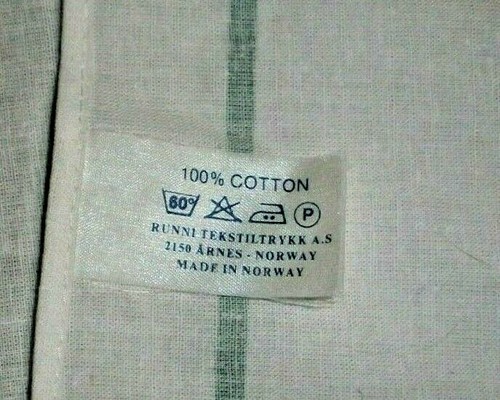 100% COTTON
60° P
RUNNI TEKSTILTRYKK A.S
2150 ÅRNES - NORWAY
MADE IN NORWAY